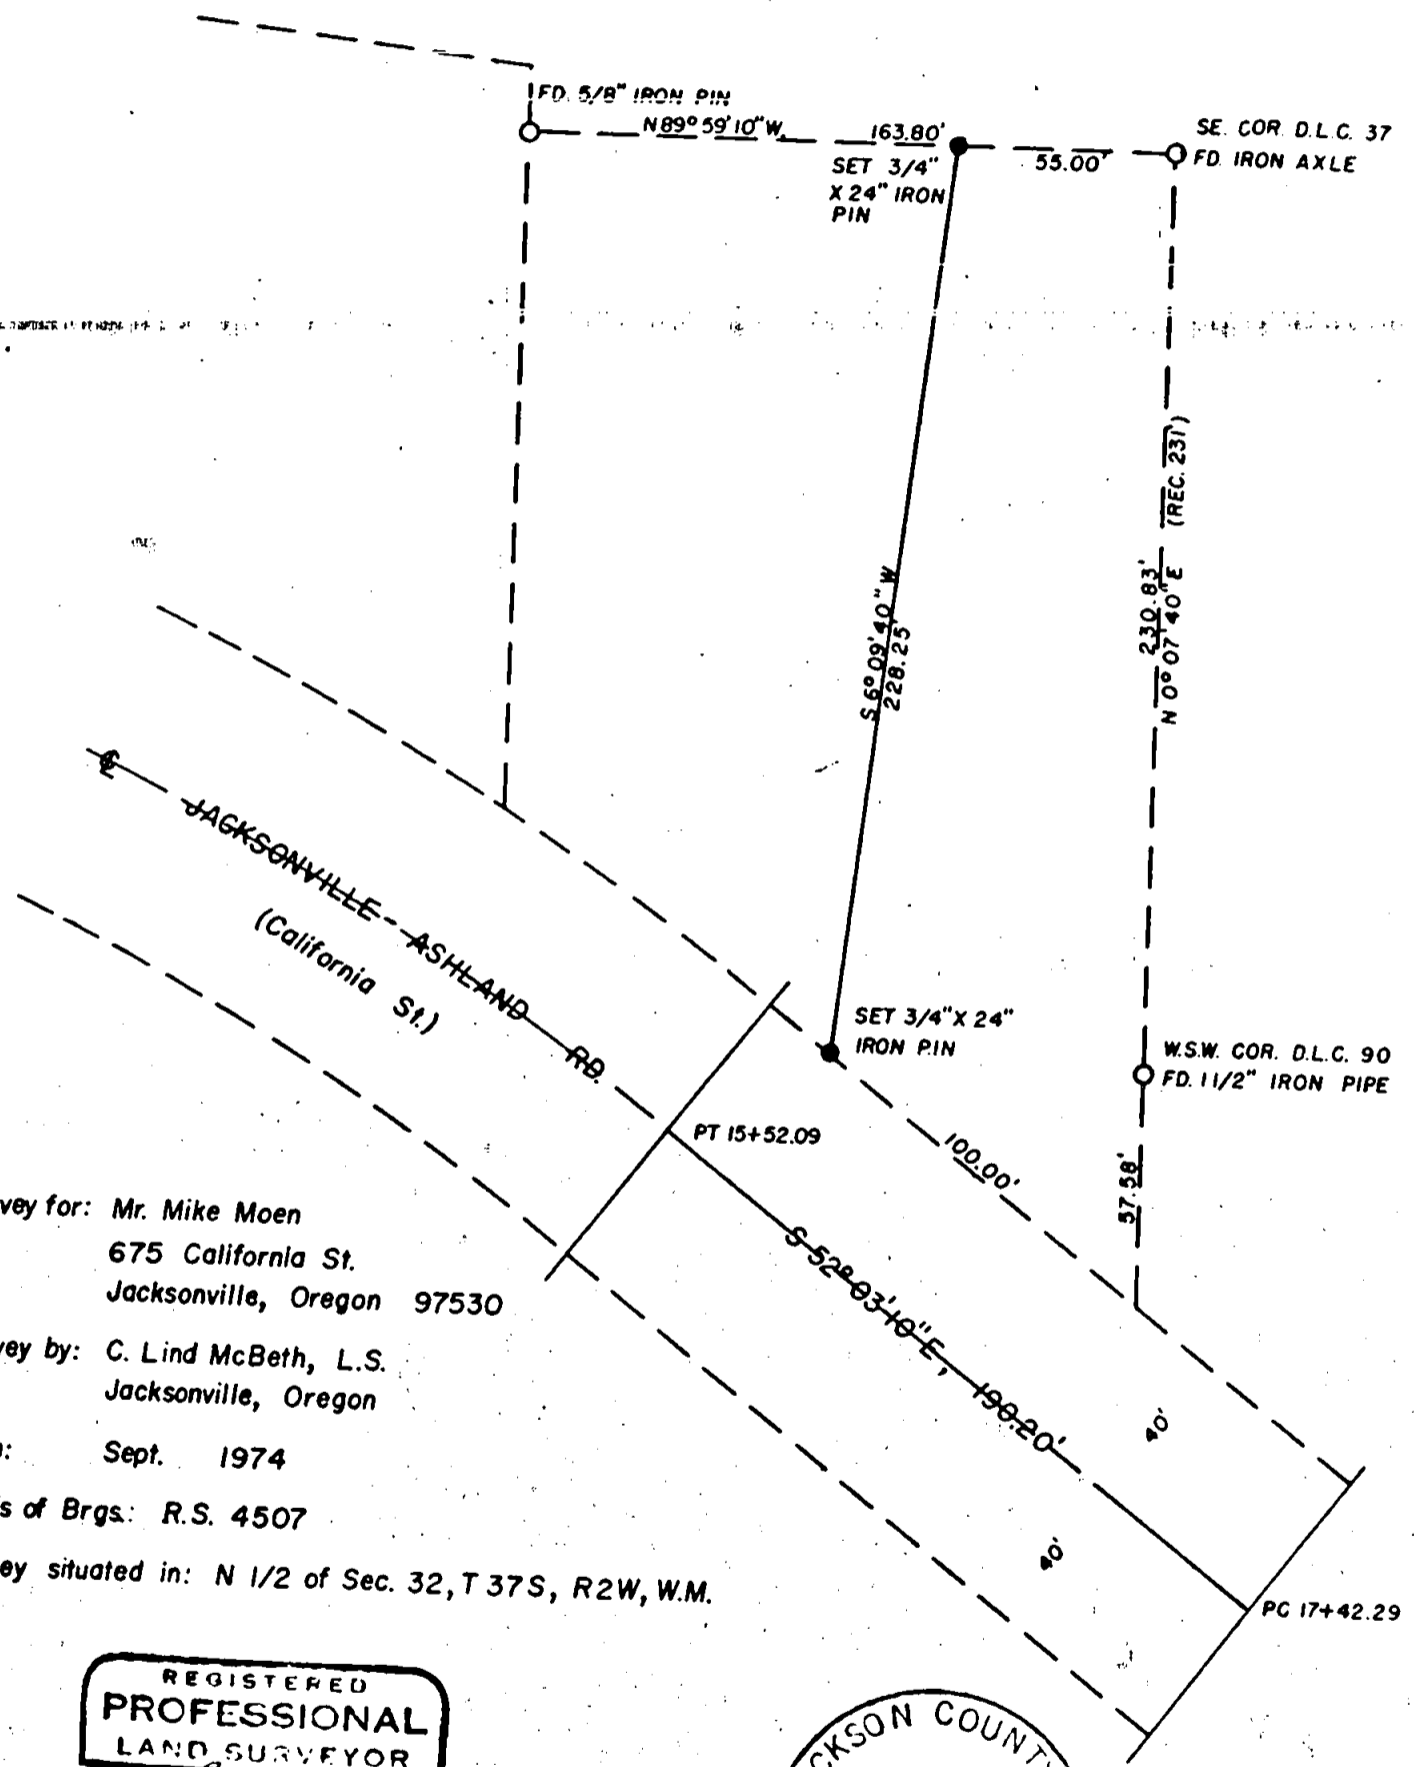 FD. 5/8" IRON PIN
N89°59'10"W,
163.80'
SET 3/4"
X 24" IRON
PIN
55.00'
SE. COR. D.L.C. 37
FD. IRON AXLE
(REC. 231')
230.83'
N 0°07'40"E
S 6°09'40"W
228.25'
℄
JACKSONVILLE - ASHLAND RD.
(California St.)
SET 3/4"X 24"
IRON PIN
W.S.W. COR. D.L.C. 90
FD. 1 1/2" IRON PIPE
PT 15+52.09
100.00'
57.58'
S 52°03'10"E, 190.20'
40'
40'
PC 17+42.29
vey for: Mr. Mike Moen
675 California St.
Jacksonville, Oregon 97530
vey by: C. Lind McBeth, L.S.
Jacksonville, Oregon
Sept. 1974
s of Brgs.: R.S. 4507
ey situated in: N 1/2 of Sec. 32, T 37S, R2W, W.M.
REGISTERED
PROFESSIONAL
LAND SURVEYOR
CKSON COUNTY